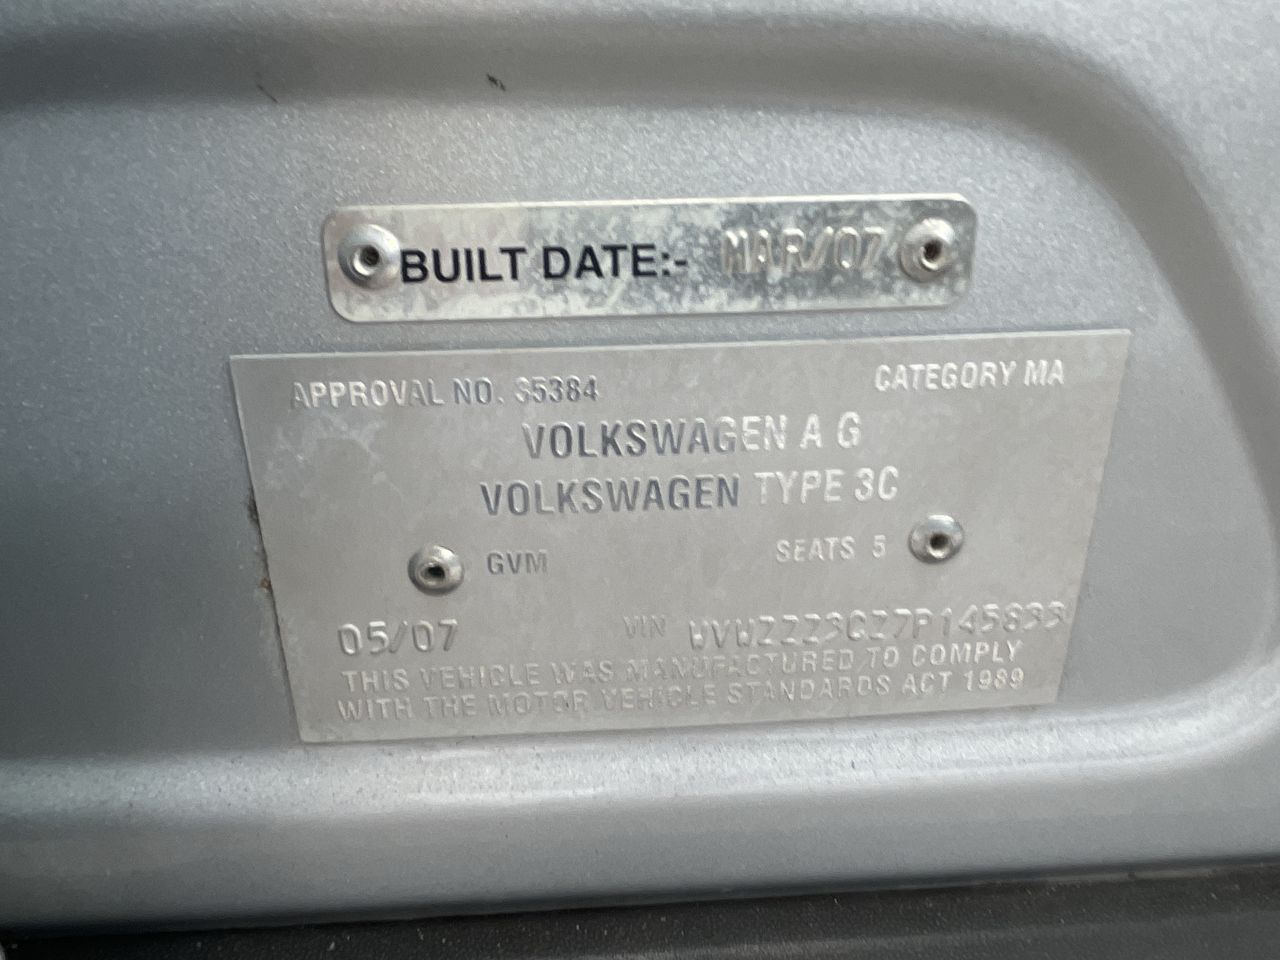 BUILT DATE:- MAR/07
APPROVAL NO. 35384 CATEGORY MA
VOLKSWAGEN A G
VOLKSWAGEN TYPE 3C
GVM SEATS 5
05/07 VIN WVWZZZ3CZ7P145833
THIS VEHICLE WAS MANUFACTURED TO COMPLY
WITH THE MOTOR VEHICLE STANDARDS ACT 1989